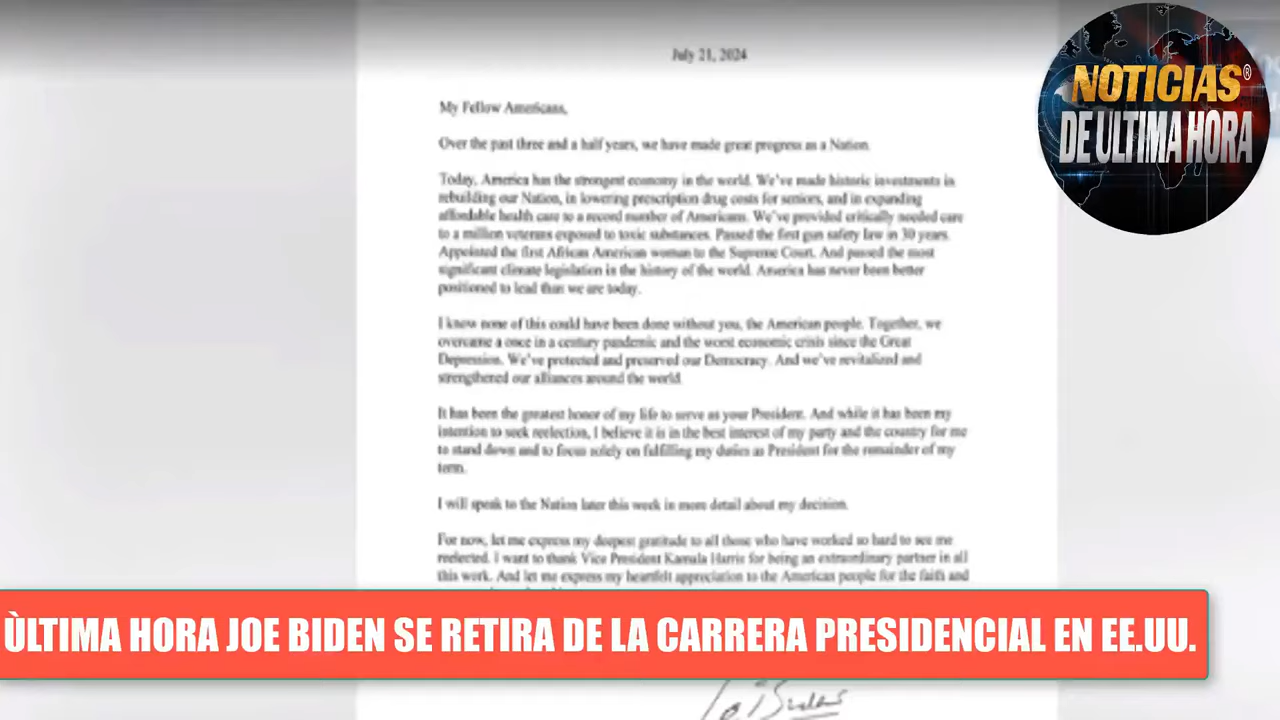 July 21, 2024
NOTICIAS®
DE ULTIMA HORA
My Fellow Americans,
Over the past three and a half years, we have made great progress as a Nation.
Today, America has the strongest economy in the world. We've made historic investments in
rebuilding our Nation, in lowering prescription drug costs for seniors, and in expanding
affordable health care to a record number of Americans. We've provided critically needed care
to a million veterans exposed to toxic substances. Passed the first gun safety law in 30 years.
Appointed the first African American woman to the Supreme Court. And passed the most
significant climate legislation in the history of the world. America has never been better
positioned to lead than we are today.
I know none of this could have been done without you, the American people. Together, we
overcame a once in a century pandemic and the worst economic crisis since the Great
Depression. We've protected and preserved our Democracy. And we've revitalized and
strengthened our alliances around the world.
It has been the greatest honor of my life to serve as your President. And while it has been my
intention to seek reelection, I believe it is in the best interest of my party and the country for me
to stand down and to focus solely on fulfilling my duties as President for the remainder of my
term.
I will speak to the Nation later this week in more detail about my decision.
For now, let me express my deepest gratitude to all those who have worked so hard to see me
reelected. I want to thank Vice President Kamala Harris for being an extraordinary partner in all
this work. And let me express my heartfelt appreciation to the American people for the faith and
ÙLTIMA HORA JOE BIDEN SE RETIRA DE LA CARRERA PRESIDENCIAL EN EE.UU.